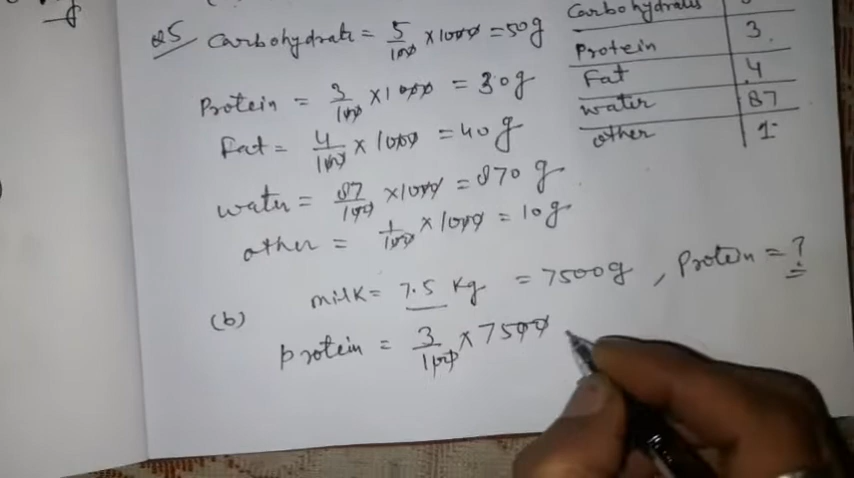 Q5 Carbohydrate = 5/100 × 1000 = 50g
Protein = 3/100 × 1000 = 30g
Fat = 4/100 × 1000 = 40g
water = 87/100 × 1000 = 870g
other = 1/100 × 1000 = 10g
(b) milk = 7.5 Kg = 7500g, Protein = ?
Protein = 3/100 × 7500
Carbohydrates
Protein 3
Fat 4
water 87
other 1